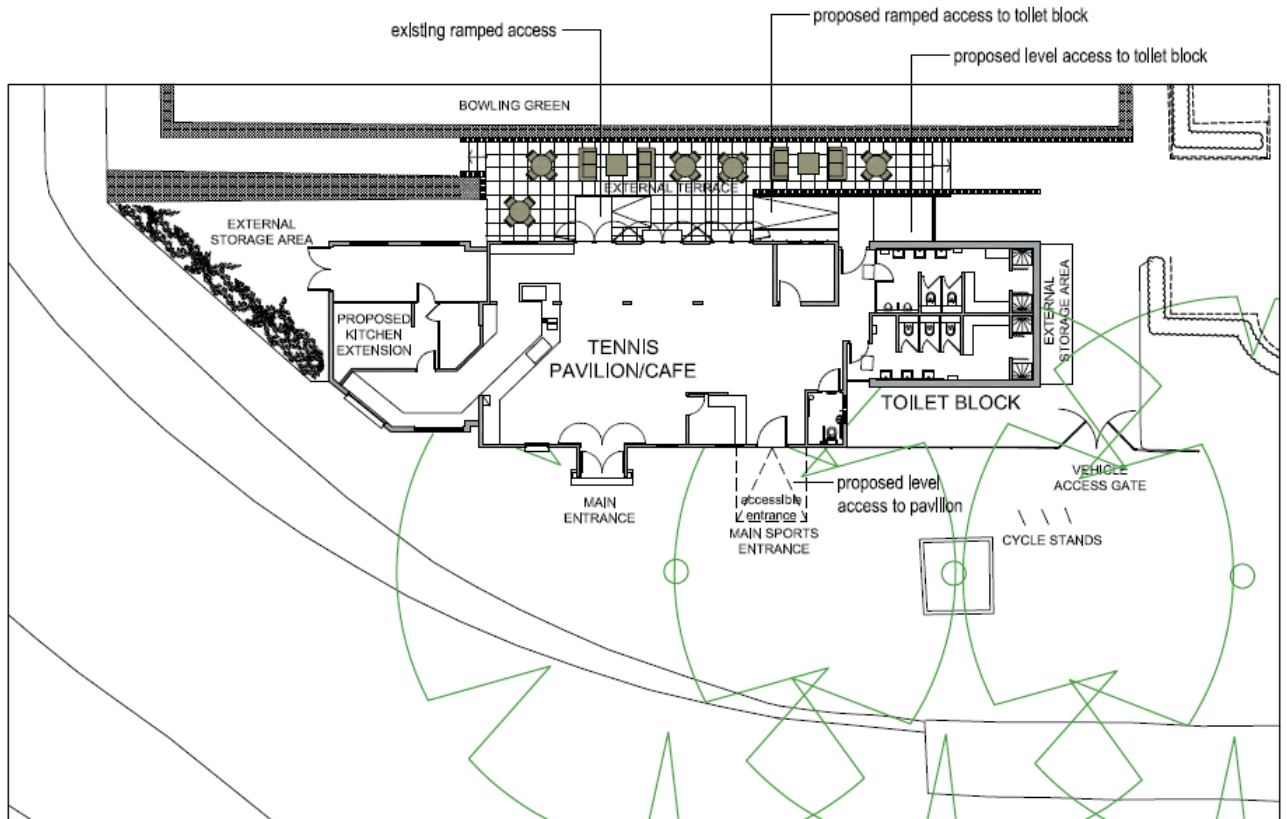 proposed ramped access to toilet block
existing ramped access
proposed level access to toilet block
BOWLING GREEN
EXTERNAL TERRACE
EXTERNAL
STORAGE AREA
PROPOSED
KITCHEN
EXTENSION
TENNIS
PAVILION/CAFE
EXTERNAL
STORAGE AREA
TOILET BLOCK
VEHICLE
ACCESS GATE
proposed level
access to pavilion
accessible
entrance
MAIN
ENTRANCE
MAIN SPORTS
ENTRANCE
CYCLE STANDS